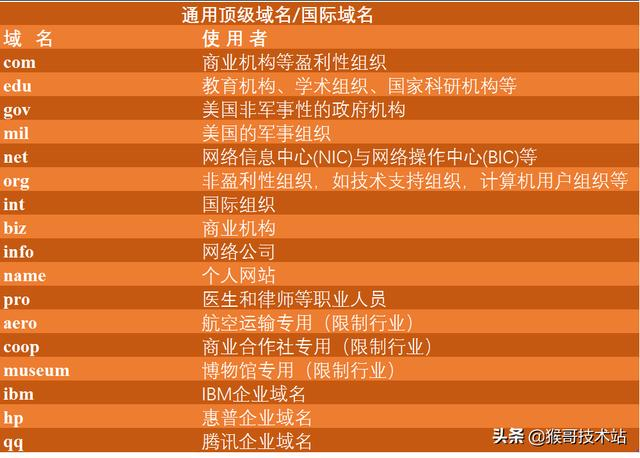 通用顶级域名/国际域名
域 名 使 用 者
com 商业机构等盈利性组织
edu 教育机构、学术组织、国家科研机构等
gov 美国非军事性的政府机构
mil 美国的军事组织
net 网络信息中心(NIC)与网络操作中心(BIC)等
org 非盈利性组织，如技术支持组织，计算机用户组织等
int 国际组织
biz 商业机构
info 网络公司
name 个人网站
pro 医生和律师等职业人员
aero 航空运输专用（限制行业）
coop 商业合作社专用（限制行业）
museum 博物馆专用（限制行业）
ibm IBM企业域名
hp 惠普企业域名
qq 腾讯企业域名
头条 @猴哥技术站